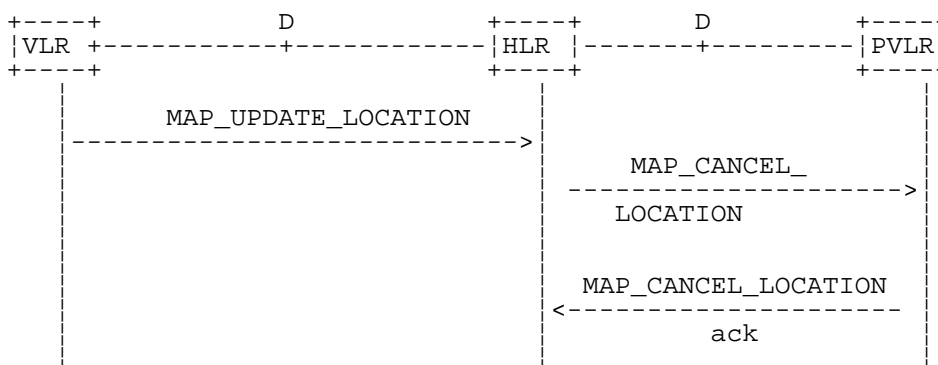 D D
VLR HLR PVLR
MAP_UPDATE_LOCATION
MAP_CANCEL_
LOCATION
MAP_CANCEL_LOCATION
ack